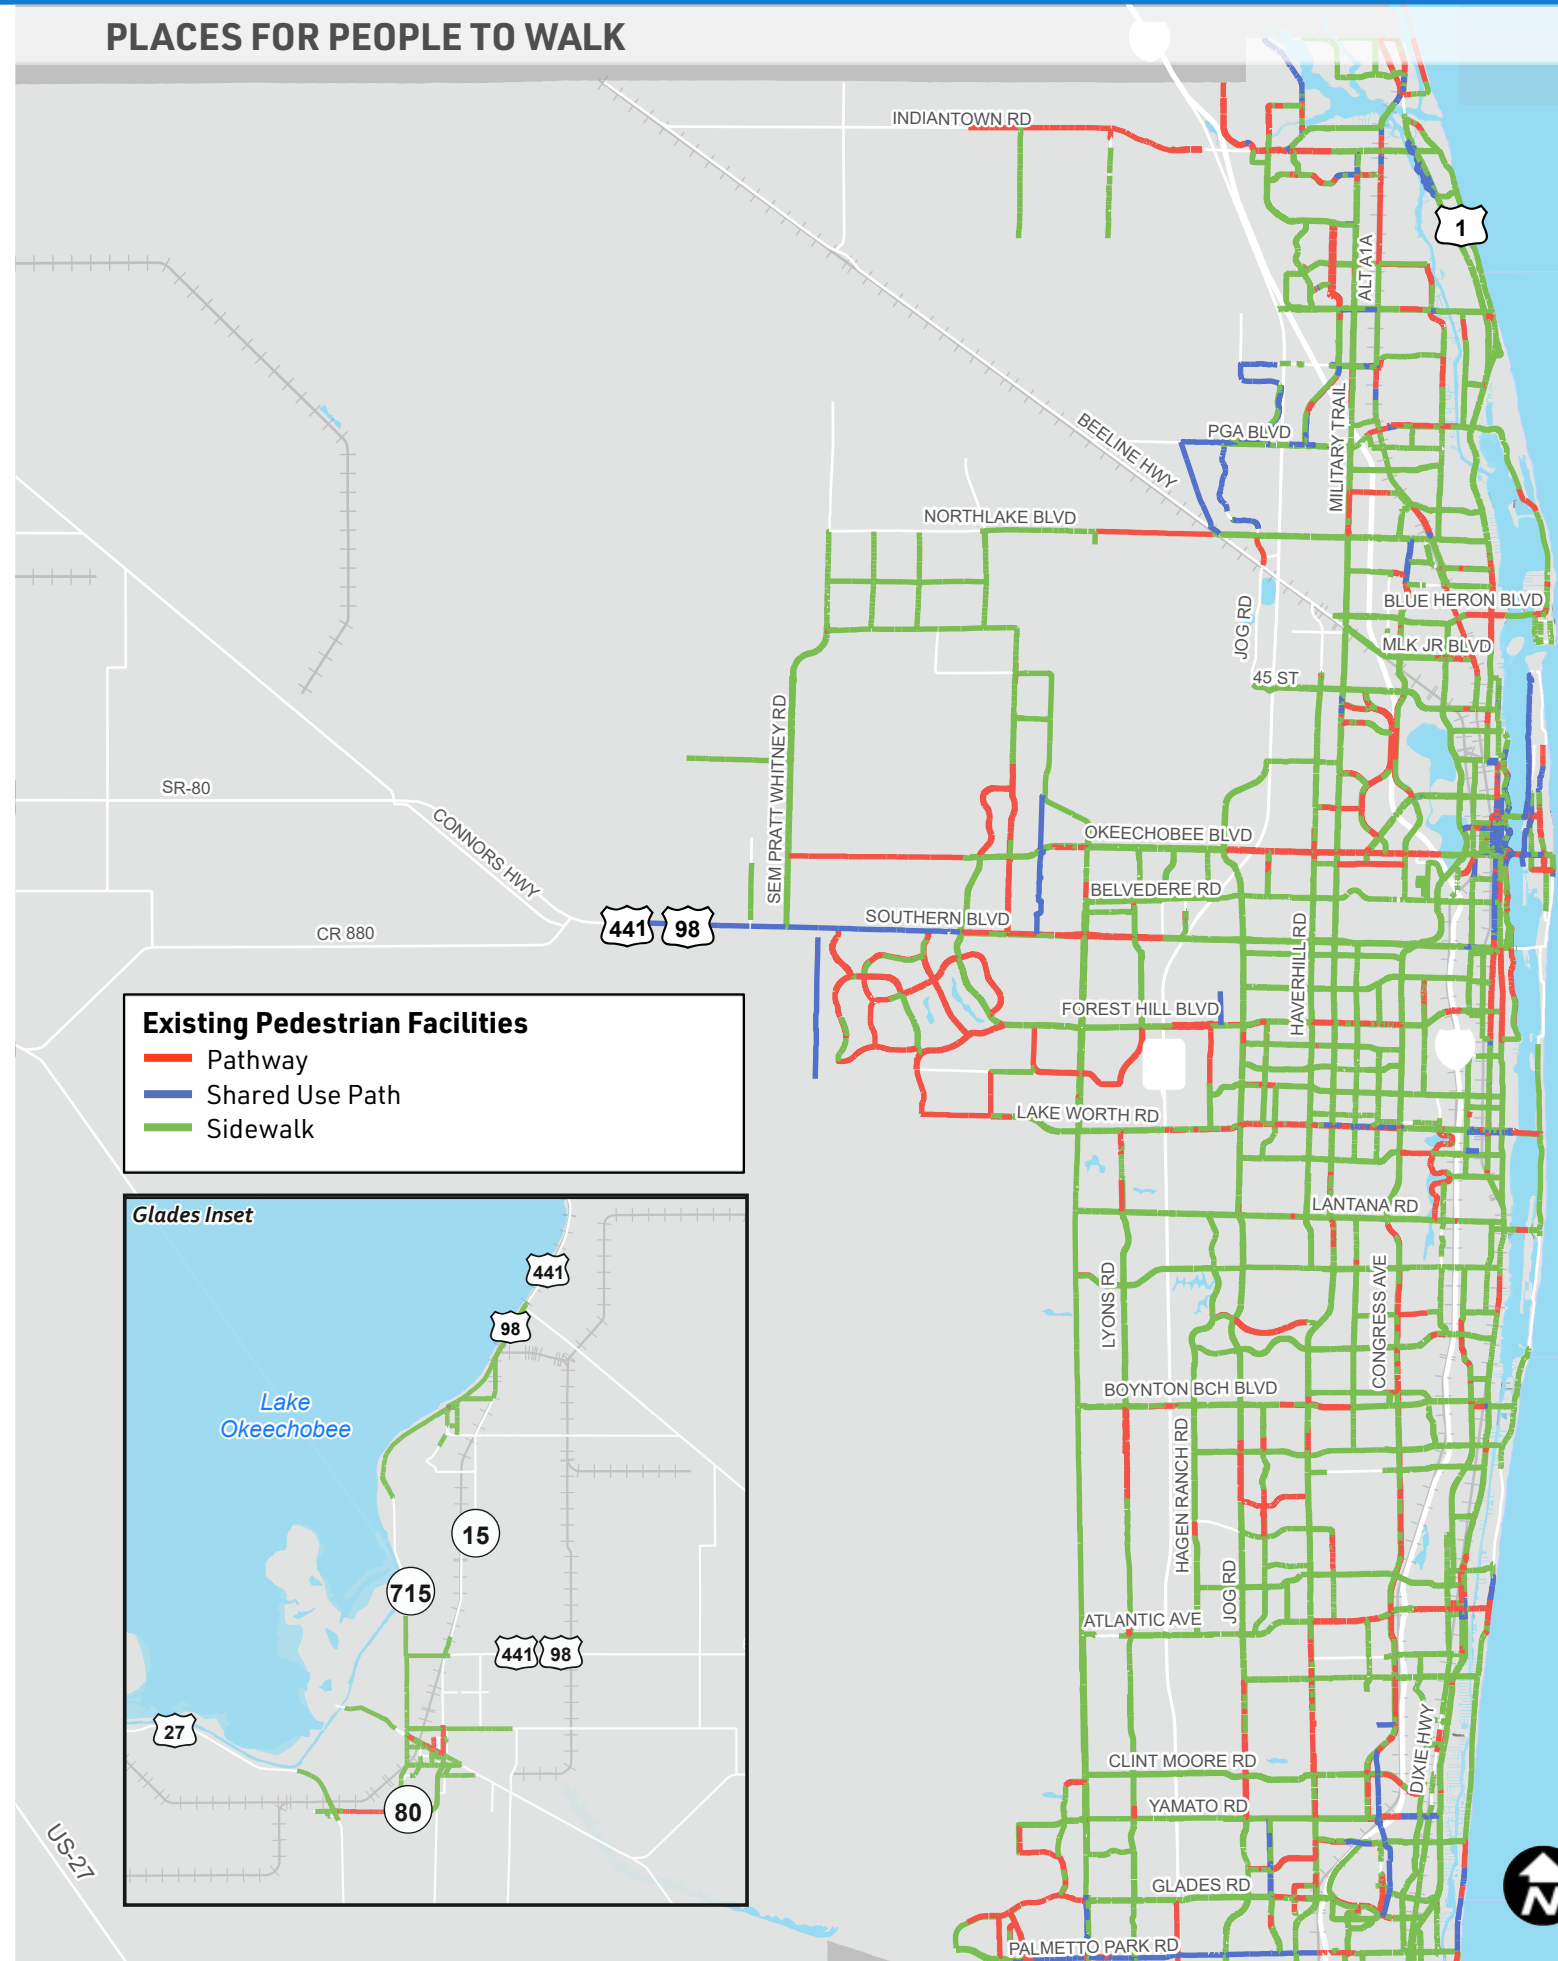 PLACES FOR PEOPLE TO WALK
INDIANTOWN RD
1
ALT A1A
BEELINE HWY
PGA BLVD
MILITARY TRAIL
NORTHLAKE BLVD
JOG RD
BLUE HERON BLVD
MLK JR BLVD
45 ST
SEM PRATT WHITNEY RD
SR-80
CONNORS HWY
OKEECHOBEE BLVD
BELVEDERE RD
441
98
SOUTHERN BLVD
CR 880
HAVERHILL RD
FOREST HILL BLVD
Existing Pedestrian Facilities
Pathway
Shared Use Path
Sidewalk
LAKE WORTH RD
LANTANA RD
LYONS RD
CONGRESS AVE
BOYNTON BCH BLVD
HAGEN RANCH RD
JOG RD
ATLANTIC AVE
DIXIE HWY
CLINT MOORE RD
YAMATO RD
GLADES RD
PALMETTO PARK RD
Glades Inset
441
98
Lake
Okeechobee
15
715
441
98
27
80
US-27
N